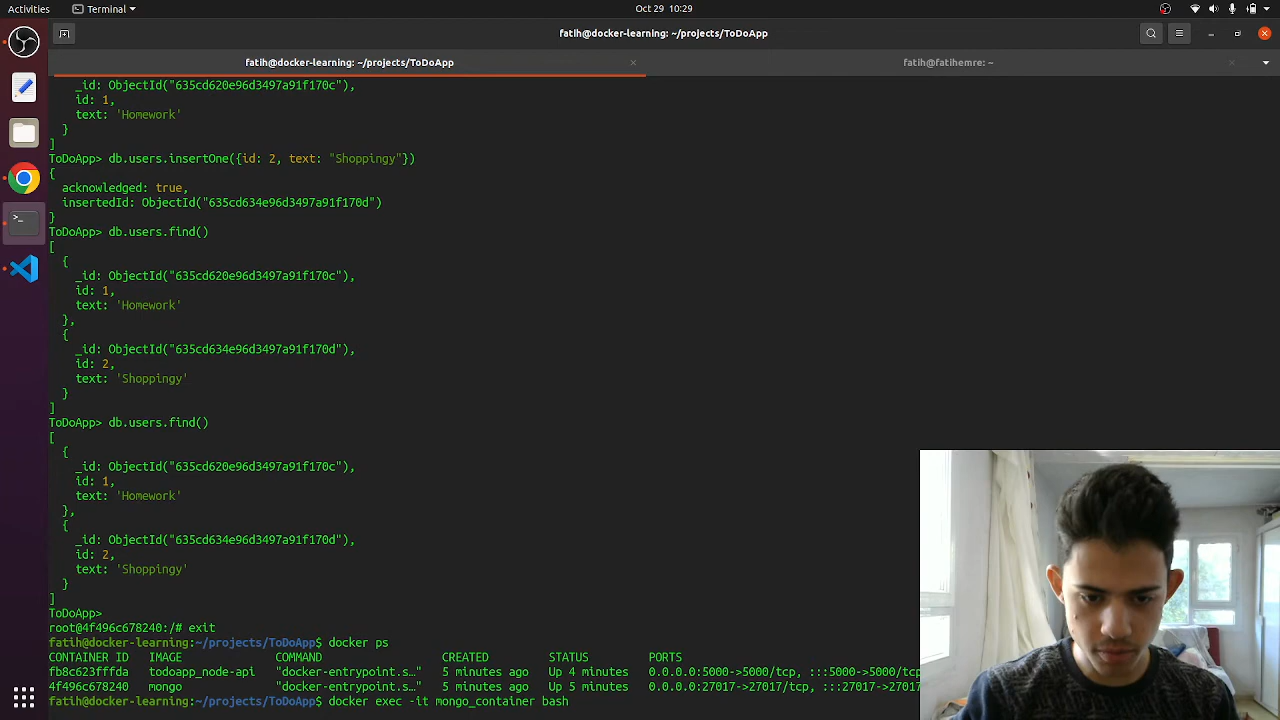 Activities Terminal Oct 29 10:29
fatih@docker-learning: ~/projects/ToDoApp
fatih@docker-learning: ~/projects/ToDoApp fatih@fatihemre: ~
_id: ObjectId("635cd620e96d3497a91f170c"),
id: 1,
text: 'Homework'
}
]
ToDoApp> db.users.insertOne({id: 2, text: "Shoppingy"})
{
acknowledged: true,
insertedId: ObjectId("635cd634e96d3497a91f170d")
}
ToDoApp> db.users.find()
[
{
_id: ObjectId("635cd620e96d3497a91f170c"),
id: 1,
text: 'Homework'
},
{
_id: ObjectId("635cd634e96d3497a91f170d"),
id: 2,
text: 'Shoppingy'
}
]
ToDoApp> db.users.find()
[
{
_id: ObjectId("635cd620e96d3497a91f170c"),
id: 1,
text: 'Homework'
},
{
_id: ObjectId("635cd634e96d3497a91f170d"),
id: 2,
text: 'Shoppingy'
}
]
ToDoApp>
root@4f496c678240:/# exit
fatih@docker-learning:~/projects/ToDoApp$ docker ps
CONTAINER ID IMAGE COMMAND CREATED STATUS PORTS
fb8c623fffda todoapp_node-api "docker-entrypoint.s…" 5 minutes ago Up 4 minutes 0.0.0.0:5000->5000/tcp, :::5000->5000/tcp
4f496c678240 mongo "docker-entrypoint.s…" 5 minutes ago Up 5 minutes 0.0.0.0:27017->27017/tcp, :::27017->27017
fatih@docker-learning:~/projects/ToDoApp$ docker exec -it mongo_container bash